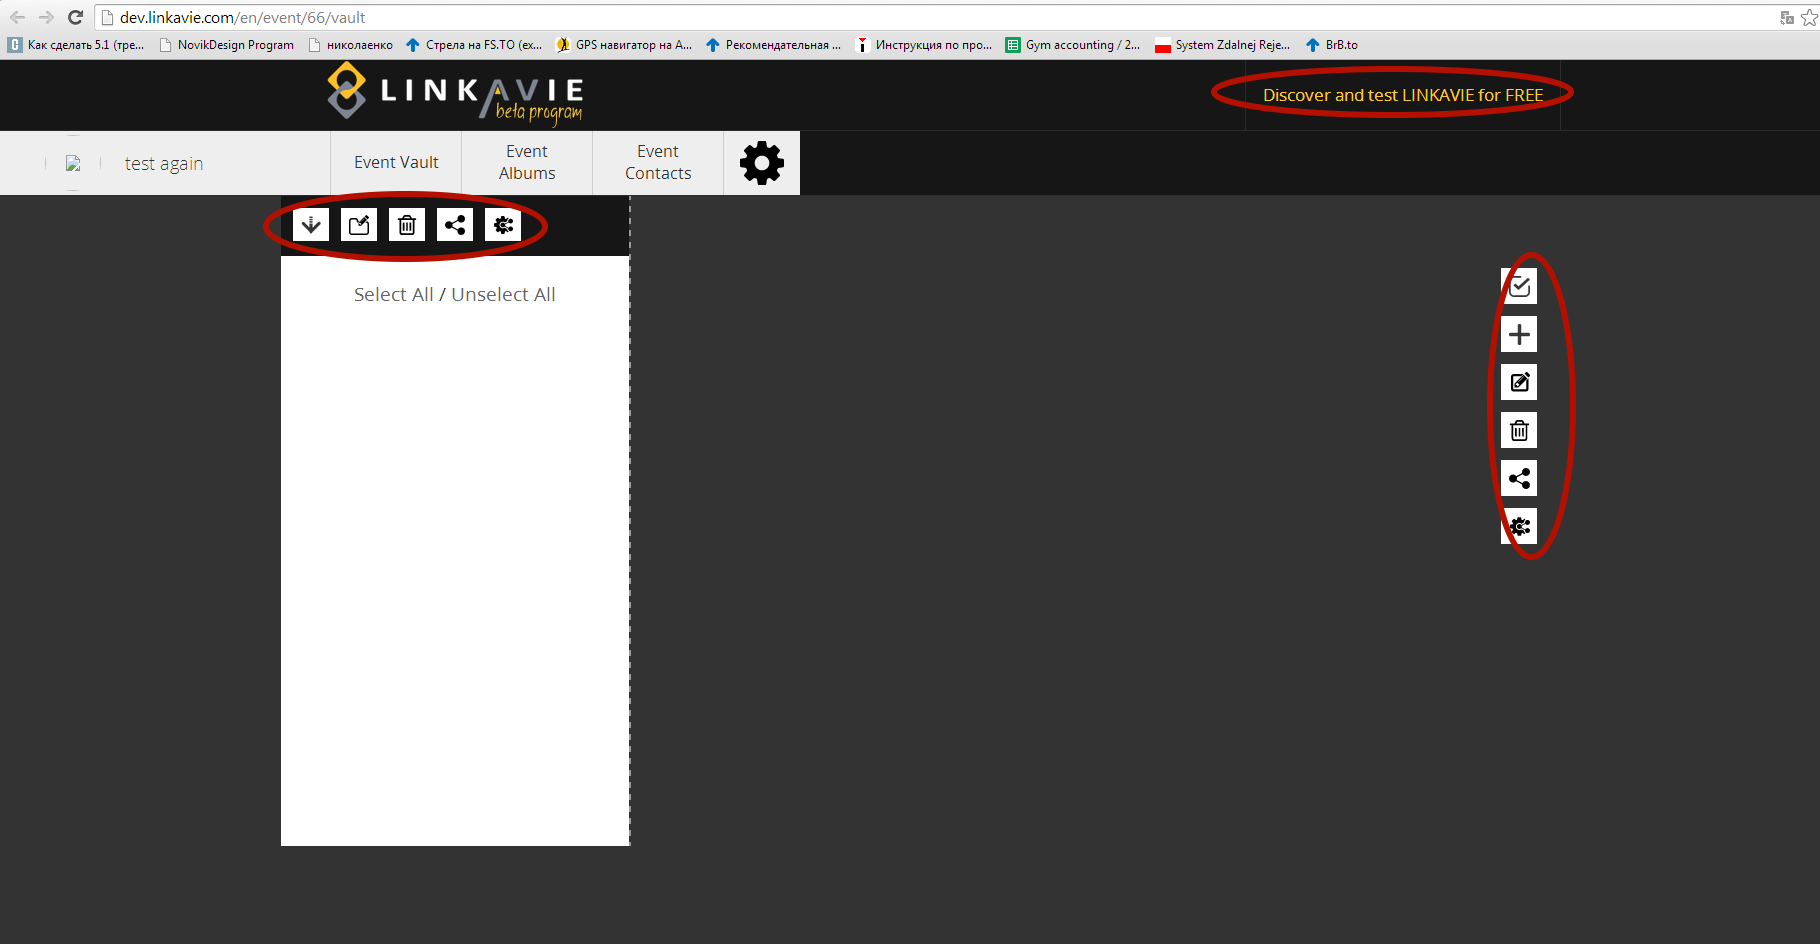 dev.linkavie.com/en/event/66/vault
Как сделать 5.1 (тре... NovikDesign Program николаенко Стрела на FS.TO (ex... GPS навигатор на A... Рекомендательная ... Инструкция по про... Gym accounting / 2... System Zdalnej Reje... BrB.to
LINKAVIE
beta program
Discover and test LINKAVIE for FREE
test again
Event Vault
Event
Albums
Event
Contacts
Select All / Unselect All